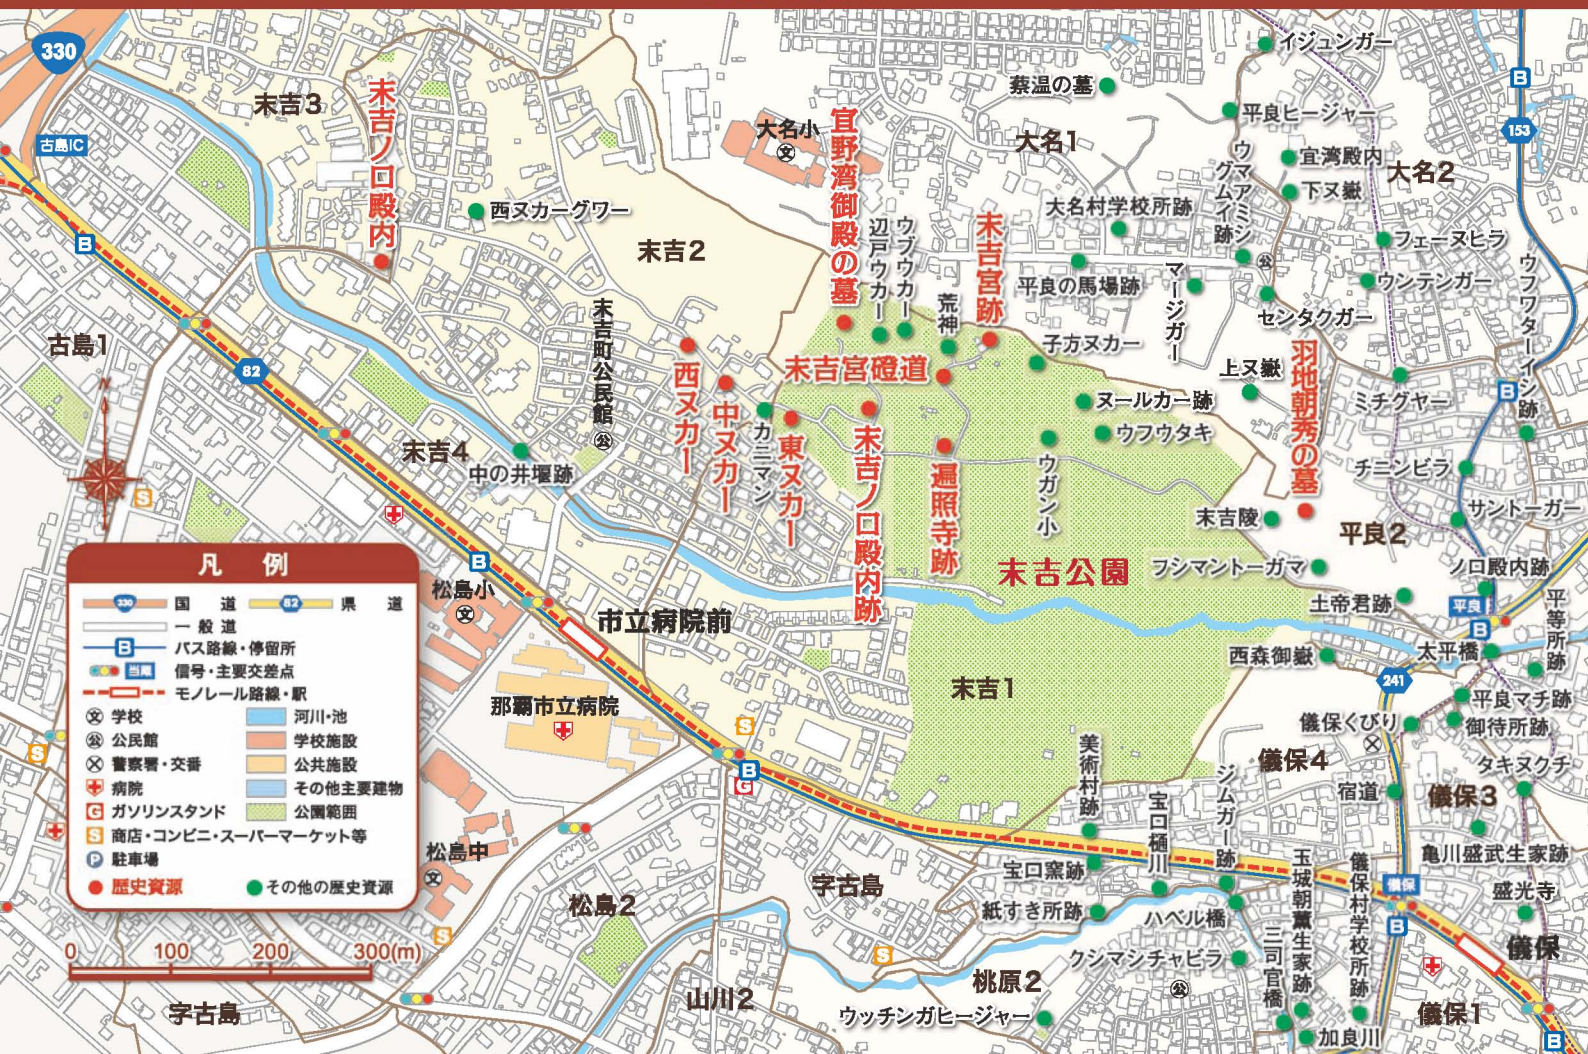 330
古島IC
末吉3
末吉ノロ殿内
西ヌカーグワー
末吉2
大名小
文
宜野湾御殿の墓
辺戸ウカー
ウブウカー
荒神
末吉宮跡
蔡温の墓
大名1
イジュンガー
平良ヒージャー
153
B
宜湾殿内
下ヌ嶽
大名2
大名村学校所跡
ウマアミシグムイ跡
公
フェーヌヒラ
ウンテンガー
ウフワターイシ跡
平良の馬場跡
マージガー
センタクガー
子方ヌカー
上ヌ嶽
羽地朝秀の墓
ミチグヤー
B
チニンビラ
サントーガー
B
古島1
N
82
末吉4
中の井堰跡
末吉町公民館
公
西ヌカー
中ヌカー
カニマン
東ヌカー
末吉宮磴道
末吉ノロ殿内跡
遍照寺跡
ヌールカー跡
ウフウタキ
ウガン小
末吉陵
平良2
末吉公園
フシマントーガマ
ノロ殿内跡
平良
B
平等所跡
土帝君跡
太平橋
西森御嶽
241
平良マチ跡
御待所跡
儀保くびり
タキヌクチ
儀保4
宿道
儀保3
亀川盛武生家跡
盛光寺
末吉1
美術村跡
宝口樋川
ジムガー跡
宝口窯跡
紙すき所跡
ハベル橋
玉城朝薫生家跡
儀保村学校所跡
儀保
B
儀保
三司官橋
クシマシチャビラ
公
桃原2
ウッチンガヒージャー
加良川
儀保1
B
S
B
松島小
文
市立病院前
那覇市立病院
S
B
G
松島中
文
S
松島2
字古島
S
山川2
字古島
S
凡 例
330 国道 82 県道
一般道
B バス路線・停留所
当蔵 信号・主要交差点
モノレール路線・駅
文 学校 河川・池
公 公民館 学校施設
警察署・交番 公共施設
病院 その他主要建物
G ガソリンスタンド 公園範囲
S 商店・コンビニ・スーパーマーケット等
P 駐車場
歴史資源 その他の歴史資源
0 100 200 300(m)